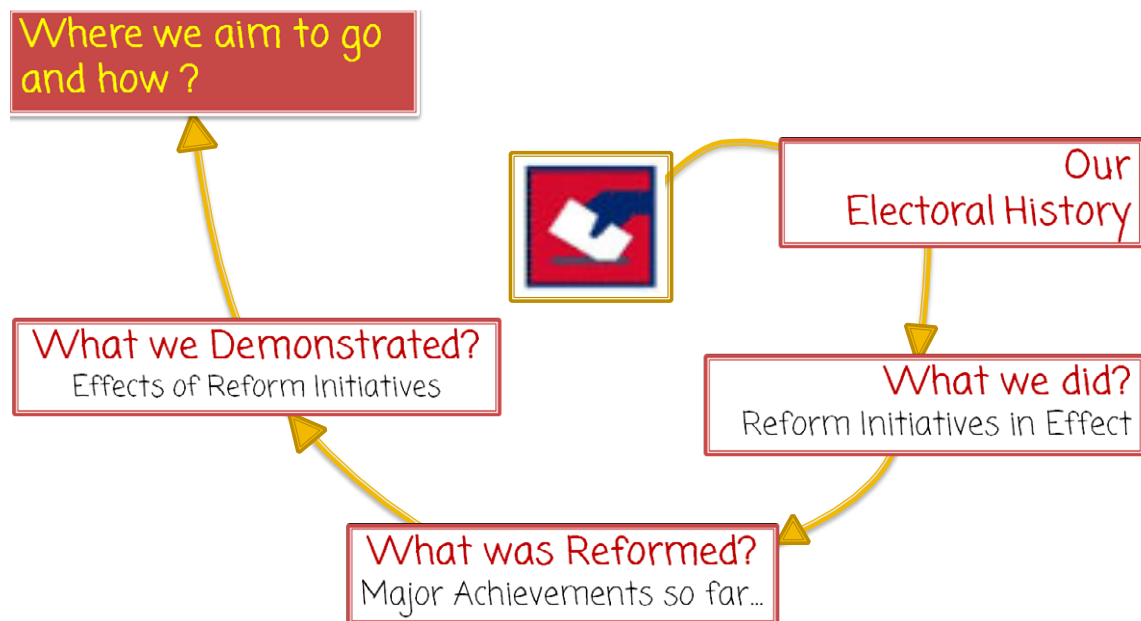 Where we aim to go
and how ?
Our
Electoral History
What we did?
Reform Initiatives in Effect
What was Reformed?
Major Achievements so far...
What we Demonstrated?
Effects of Reform Initiatives